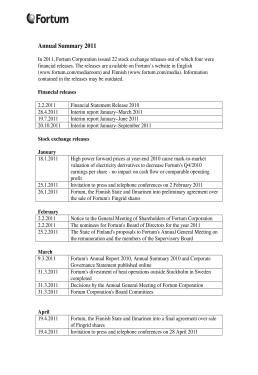 Fortum
Annual Summary 2011
In 2011, Fortum Corporation issued 22 stock exchange releases out of which four were
financial releases. The releases are available on Fortum's website in English
(www.fortum.com/mediaroom) and Finnish (www.fortum.com/media). Information
contained in the releases may be outdated.
Financial releases
2.2.2011 Financial Statement Release 2010
28.4.2011 Interim report January–March 2011
19.7.2011 Interim report January-June 2011
20.10.2011 Interim report January-September 2011
Stock exchange releases
January
18.1.2011 High power forward prices at year-end 2010 cause mark-to-market
valuation of electricity derivatives to decrease Fortum's Q4/2010
earnings per share - no impact on cash flow or comparable operating
profit
25.1.2011 Invitation to press and telephone conferences on 2 February 2011
26.1.2011 Fortum, the Finnish State and Ilmarinen into preliminary agreement over
the sale of Fortum's Fingrid shares
February
2.2.2011 Notice to the General Meeting of Shareholders of Fortum Corporation
2.2.2011 The nominees for Fortum's Board of Directors for the year 2011
25.2.2011 The State of Finland's proposals to Fortum's Annual General Meeting on
the remuneration and the members of the Supervisory Board
March
9.3.2011 Fortum's Annual Report 2010, Annual Summary 2010 and Corporate
Governance Statement published online
31.3.2011 Fortum's divestment of heat operations outside Stockholm in Sweden
completed
31.3.2011 Decisions by the Annual General Meeting of Fortum Corporation
31.3.2011 Fortum Corporation's Board Committees
April
19.4.2011 Fortum, the Finnish State and Ilmarinen into a final agreement over sale
of Fingrid shares
19.4.2011 Invitation to press and telephone conferences on 28 April 2011